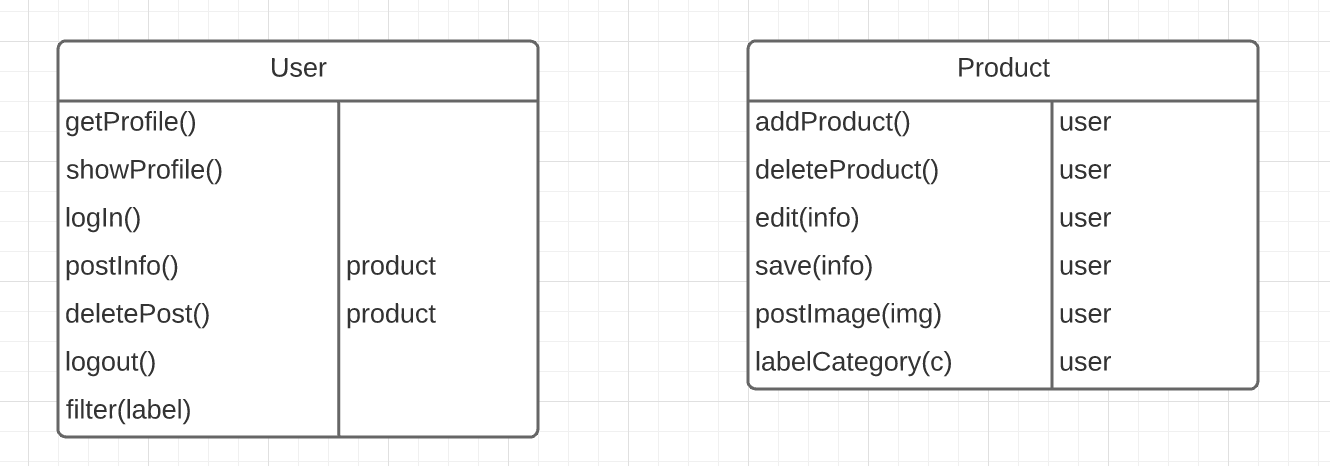 User
getProfile()
showProfile()
logIn()
postInfo() product
deletePost() product
logout()
filter(label)
Product
addProduct() user
deleteProduct() user
edit(info) user
save(info) user
postImage(img) user
labelCategory(c) user